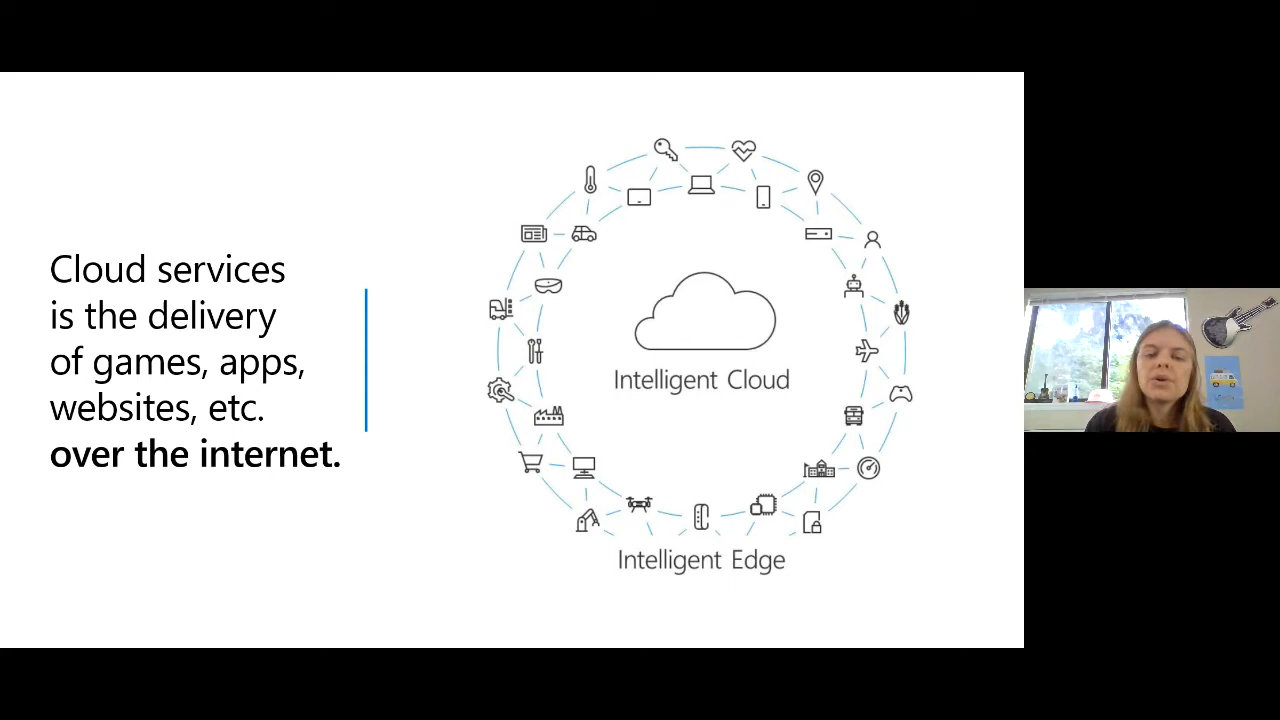 Cloud services
is the delivery
of games, apps,
websites, etc.
over the internet.
Intelligent Cloud
Intelligent Edge